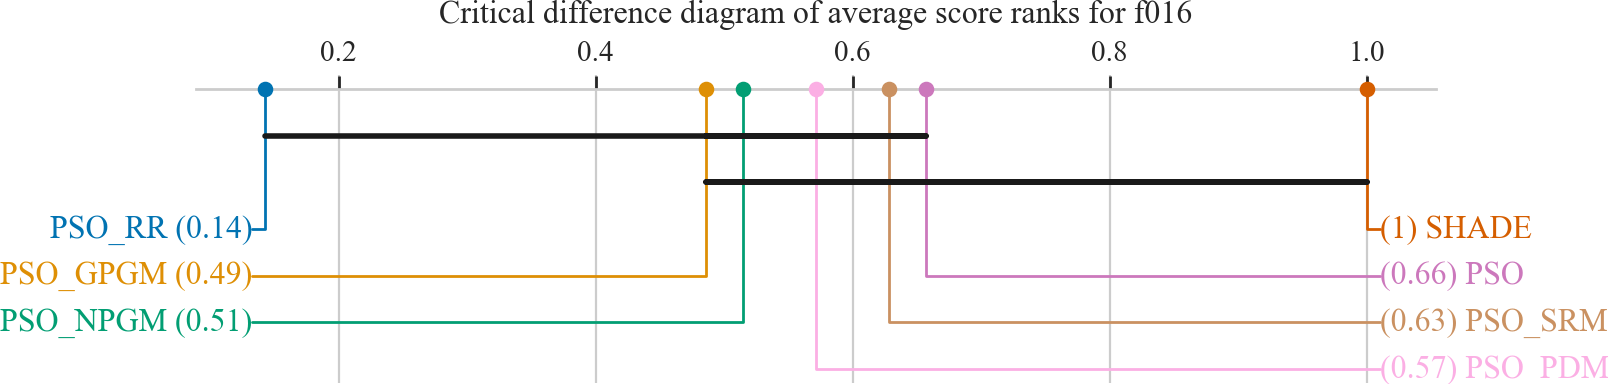 Critical difference diagram of average score ranks for f016
0.2 0.4 0.6 0.8 1.0
PSO_RR (0.14) (1) SHADE
PSO_GPGM (0.49) (0.66) PSO
PSO_NPGM (0.51) (0.63) PSO_SRM
(0.57) PSO_PDM